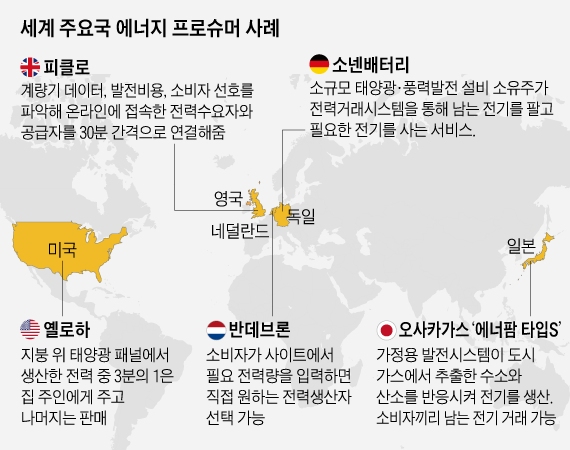 세계 주요국 에너지 프로슈머 사례
피클로
계량기 데이터, 발전비용, 소비자 선호를
파악해 온라인에 접속한 전력수요자와
공급자를 30분 간격으로 연결해줌
소넨배터리
소규모 태양광·풍력발전 설비 소유주가
전력거래시스템을 통해 남는 전기를 팔고
필요한 전기를 사는 서비스.
영국
독일
네덜란드
미국
일본
옐로하
지붕 위 태양광 패널에서
생산한 전력 중 3분의 1은
집 주인에게 주고
나머지는 판매
반데브론
소비자가 사이트에서
필요 전력량을 입력하면
직접 원하는 전력생산자
선택 가능
오사카가스 ‘에너팜 타입S’
가정용 발전시스템이 도시
가스에서 추출한 수소와
산소를 반응시켜 전기를 생산.
소비자끼리 남는 전기 거래 가능